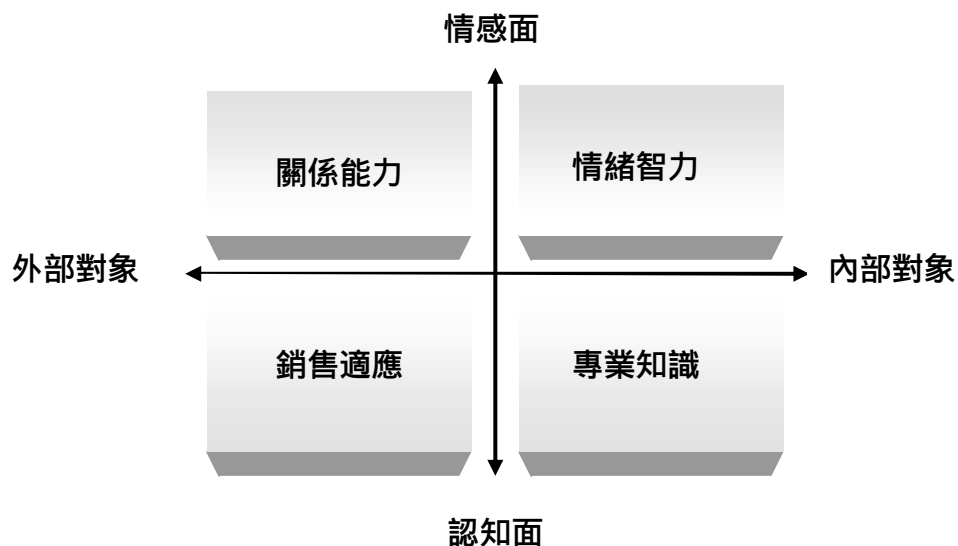 情感面
關係能力
情緒智力
外部對象
內部對象
銷售適應
專業知識
認知面